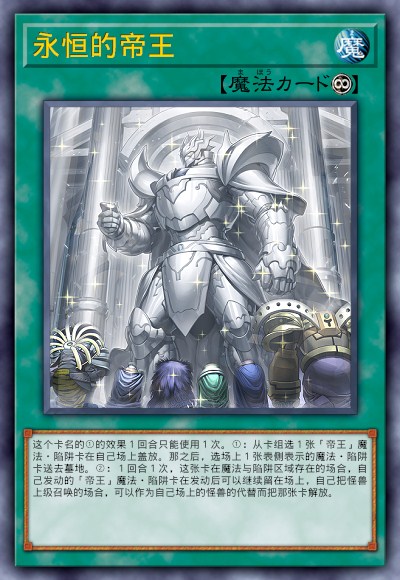 永恒的帝王
魔
【魔法カード】
まほう
这个卡名的①的效果1回合只能使用1次。①：从卡组选1张「帝王」魔
法·陷阱卡在自己场上盖放。那之后，选场上1张表侧表示的魔法·陷阱
卡送去墓地。②：1回合1次，这张卡在魔法与陷阱区域存在的场合，自
己发动的「帝王」魔法·陷阱卡在发动后可以继续留在场上，自己把怪兽
上级召唤的场合，可以作为自己场上的怪兽的代替而把那张卡解放。